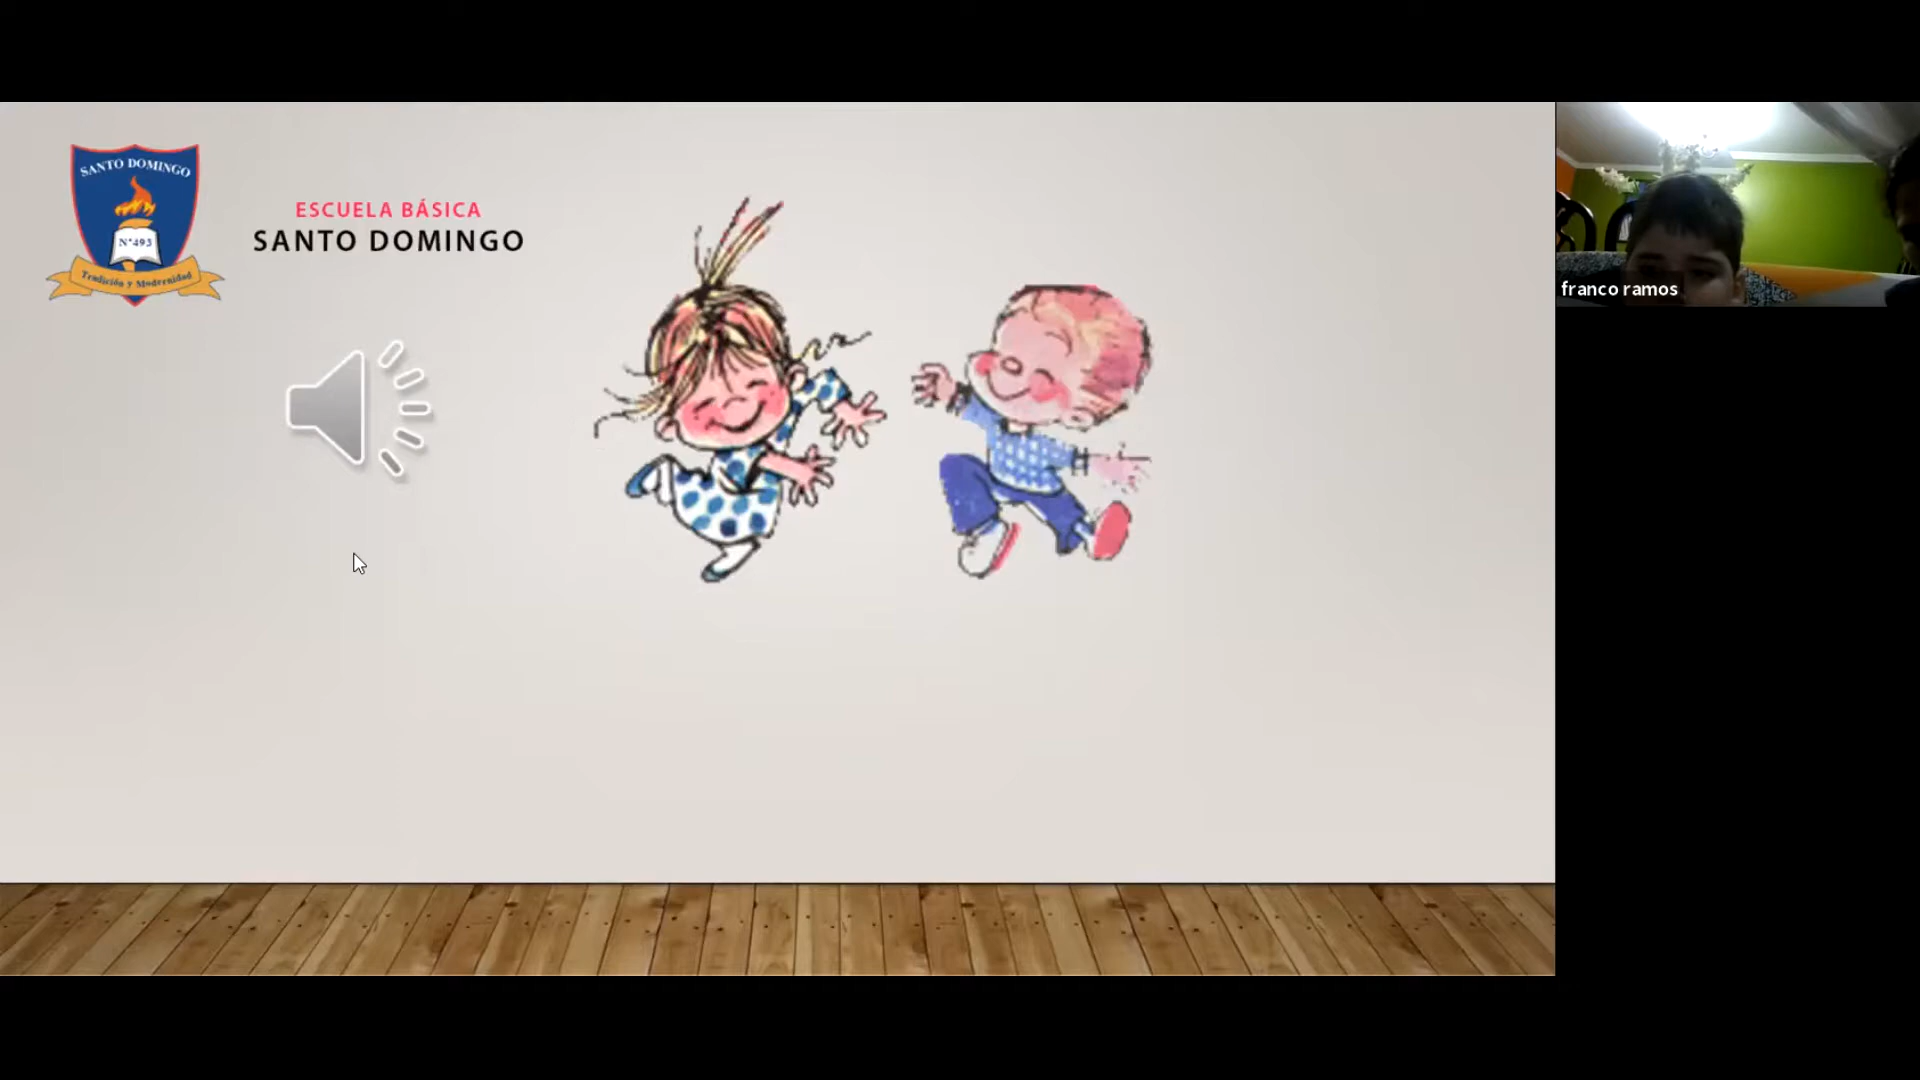 SANTO DOMINGO
N°493
Tradición y Modernidad
ESCUELA BÁSICA
SANTO DOMINGO
franco ramos